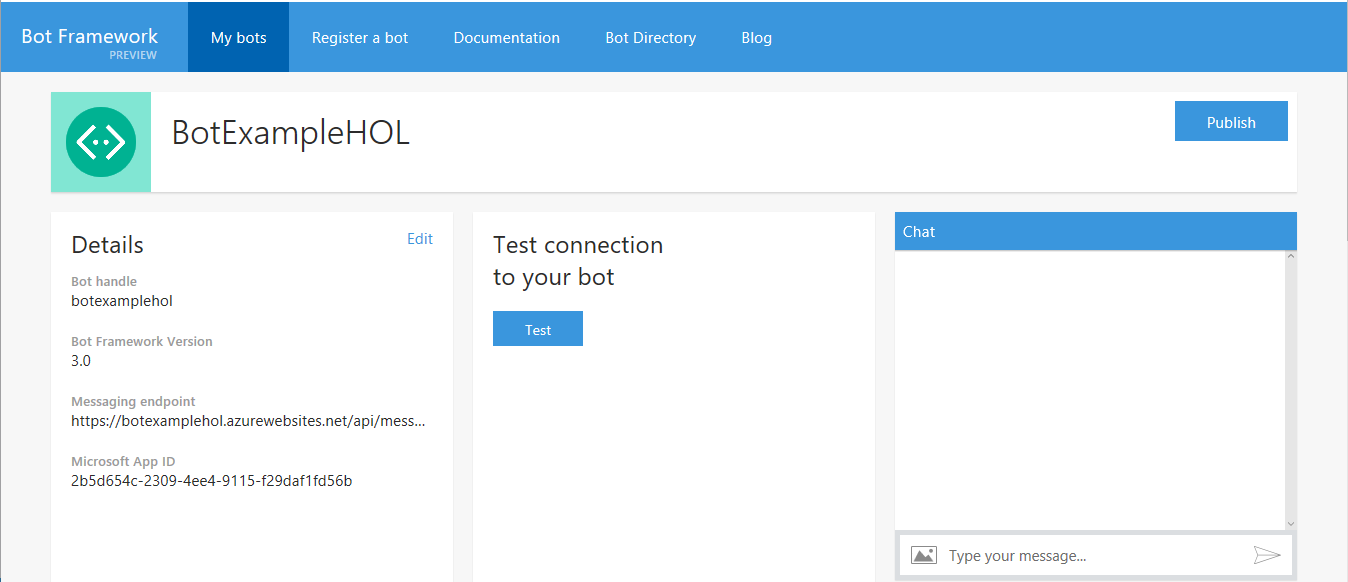 Bot Framework
PREVIEW
My bots
Register a bot
Documentation
Bot Directory
Blog
BotExampleHOL
Publish
Details
Edit
Bot handle
botexamplehol
Bot Framework Version
3.0
Messaging endpoint
https://botexamplehol.azurewebsites.net/api/mess...
Microsoft App ID
2b5d654c-2309-4ee4-9115-f29daf1fd56b
Test connection
to your bot
Test
Chat
Type your message...